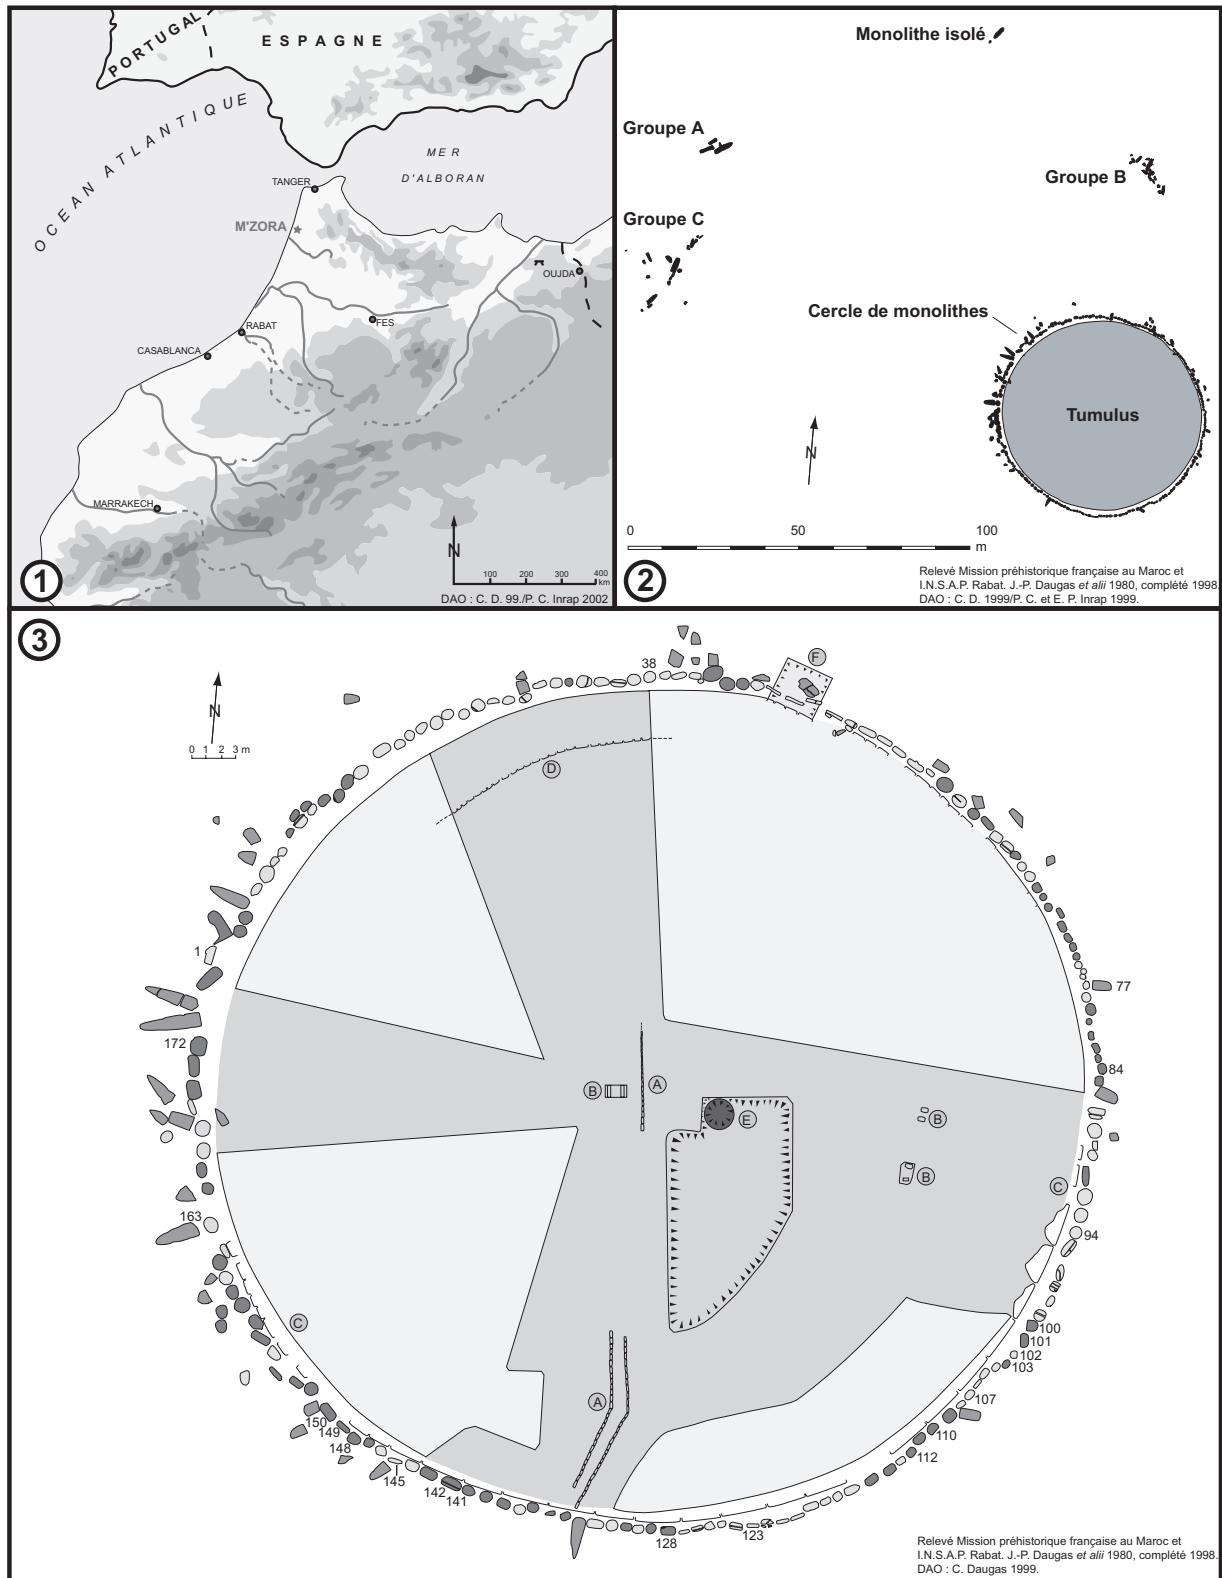 PORTUGAL
ESPAGNE
OCEAN ATLANTIQUE
MER
D'ALBORAN
TANGER
M'ZORA
OUJDA
RABAT
FES
CASABLANCA
MARRAKECH
N
100 200 300 400
km
1
DAO : C. D. 99./P. C. Inrap 2002
Monolithe isolé
Groupe A
Groupe B
Groupe C
Cercle de monolithes
Tumulus
N
0 50 100
m
2
Relevé Mission préhistorique française au Maroc et
I.N.S.A.P. Rabat. J.-P. Daugas et alii 1980, complété 1998.
DAO : C. D. 1999/P. C. et E. P. Inrap 1999.
3
N
0 1 2 3 m
38
F
D
1
77
172
84
B
A
E
B
B
C
163
94
C
100
101
102
103
107
A
150
149
148
110
112
145
142
141
128
123
Relevé Mission préhistorique française au Maroc et
I.N.S.A.P. Rabat. J.-P. Daugas et alii 1980, complété 1998.
DAO : C. Daugas 1999.